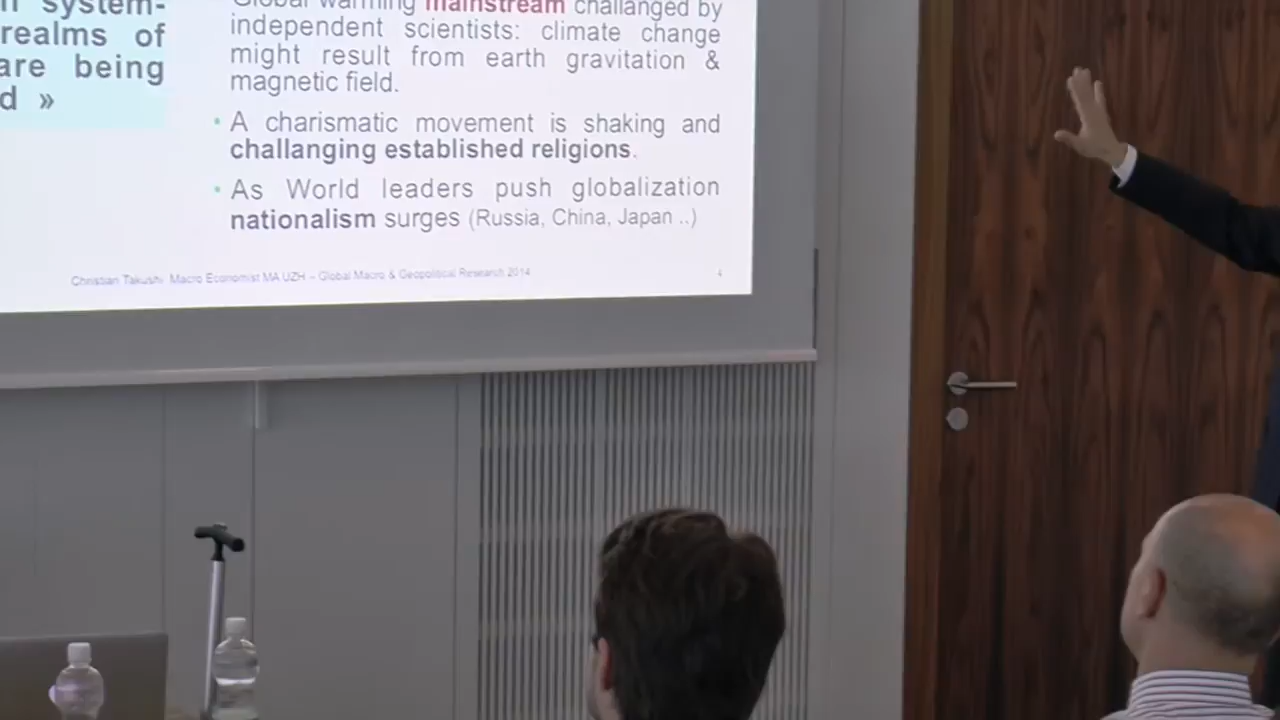 system-
realms of
are being
d »
Global warming mainstream challanged by
independent scientists: climate change
might result from earth gravitation &
magnetic field.
• A charismatic movement is shaking and
challanging established religions.
• As World leaders push globalization
nationalism surges (Russia, China, Japan ..)
Christian Takushi, Macro Economist MA UZH – Global Macro & Geopolitical Research 2014
4